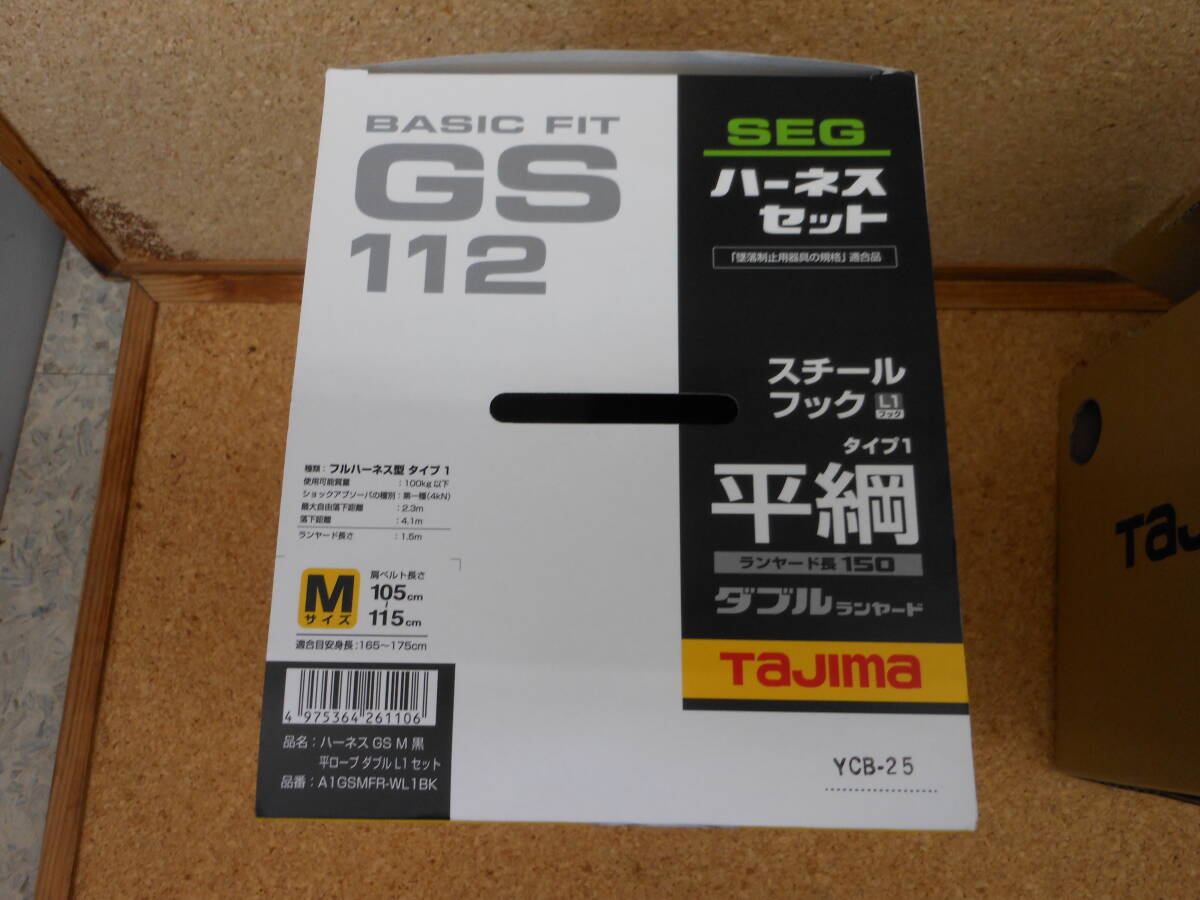 BASIC FIT
GS
112
SEG
ハーネス
セット
「墜落制止用器具の規格」適合品
スチール
フック L1
フック
タイプ1
平綱
ランヤード長 150
ダブル ランヤード
TaJIma
種類：フルハーネス型 タイプ1
使用可能質量 ：100kg以下
ショックアブソーバの種別：第一種(4kN)
最大自由落下距離 ：2.3m
落下距離 ：4.1m
ランヤード長さ ：1.5m
M
サイズ
肩ベルト長さ
105cm
~
115cm
適合目安身長：165～175cm
4 975364 261106
品名：ハーネス GS M 黒
平ロープ ダブル L1 セット
品番：A1GSMFR-WL1BK
YCB-25